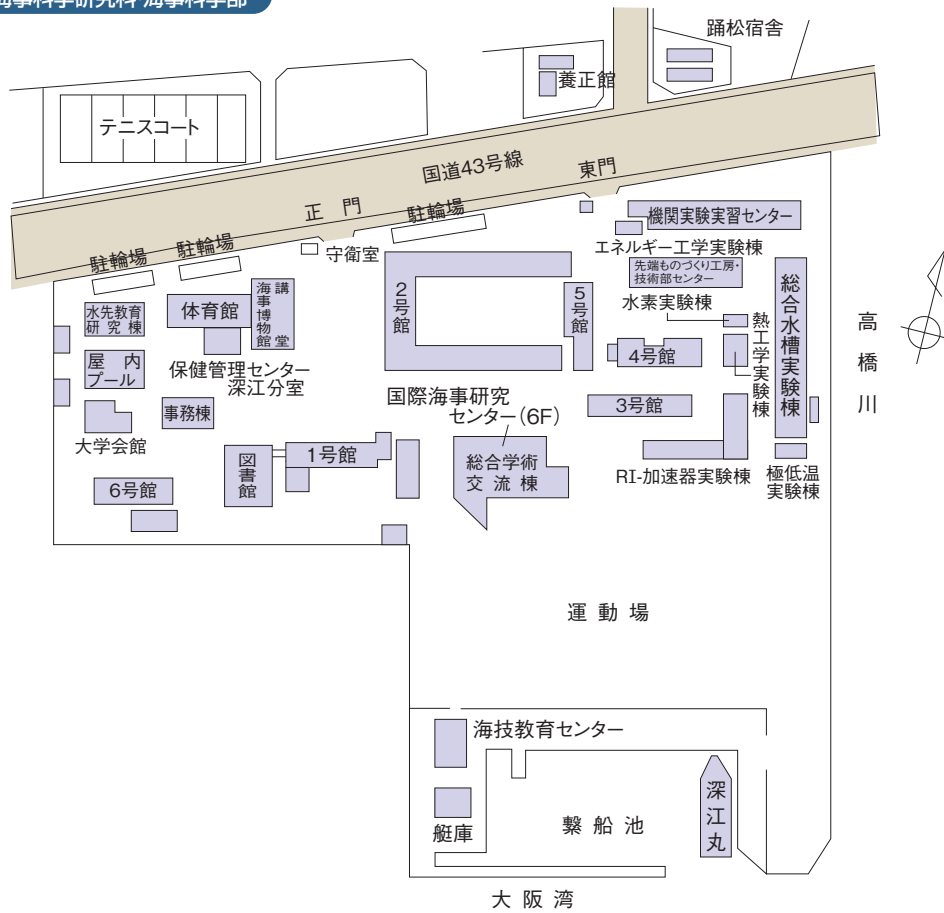 海事科学研究科・海事科学部
踊松宿舎
養正館
テニスコート
国道43号線
東門
正 門
駐輪場
機関実験実習センター
守衛室
エネルギー工学実験棟
駐輪場
駐輪場
先端ものづくり工房・
技術部センター
水素実験棟
体育館
海事博物館
講堂
2号館
5号館
水先教育
研究棟
総合水槽実験棟
高橋川
熱工学実験棟
4号館
屋 内
プール
保健管理センター
深江分室
国際海事研究
センター(6F)
3号館
事務棟
大学会館
図書館
1号館
総合学術
交 流 棟
RI-加速器実験棟
極低温
実験棟
6号館
運 動 場
海技教育センター
深江丸
艇庫
繫 船 池
大 阪 湾